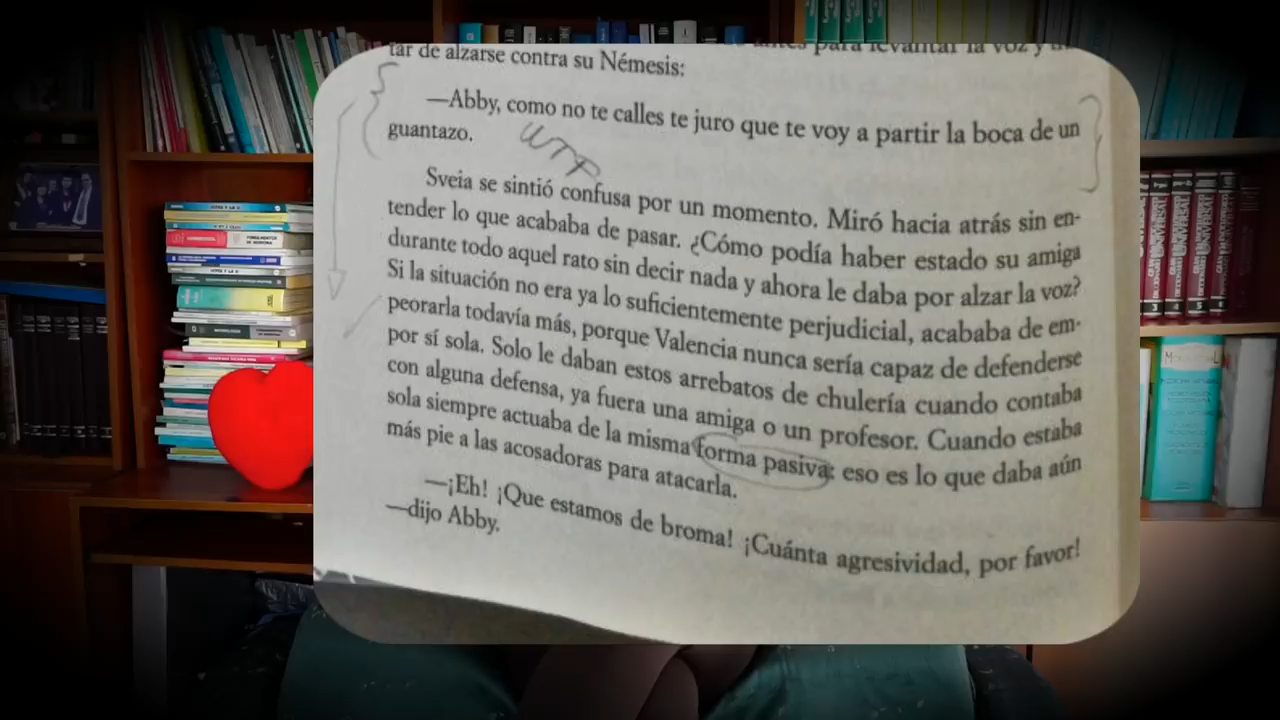 tar de alzarse contra su Némesis:
—Abby, como no te calles te juro que te voy a partir la boca de un
guantazo.
Sveia se sintió confusa por un momento. Miró hacia atrás sin en-
tender lo que acababa de pasar. ¿Cómo podía haber estado su amiga
durante todo aquel rato sin decir nada y ahora le daba por alzar la voz?
Si la situación no era ya lo suficientemente perjudicial, acababa de em-
peorarla todavía más, porque Valencia nunca sería capaz de defenderse
por sí sola. Solo le daban estos arrebatos de chulería cuando contaba
con alguna defensa, ya fuera una amiga o un profesor. Cuando estaba
sola siempre actuaba de la misma forma pasiva: eso es lo que daba aún
más pie a las acosadoras para atacarla.
—¡Eh! ¡Que estamos de broma! ¡Cuánta agresividad, por favor!
—dijo Abby.